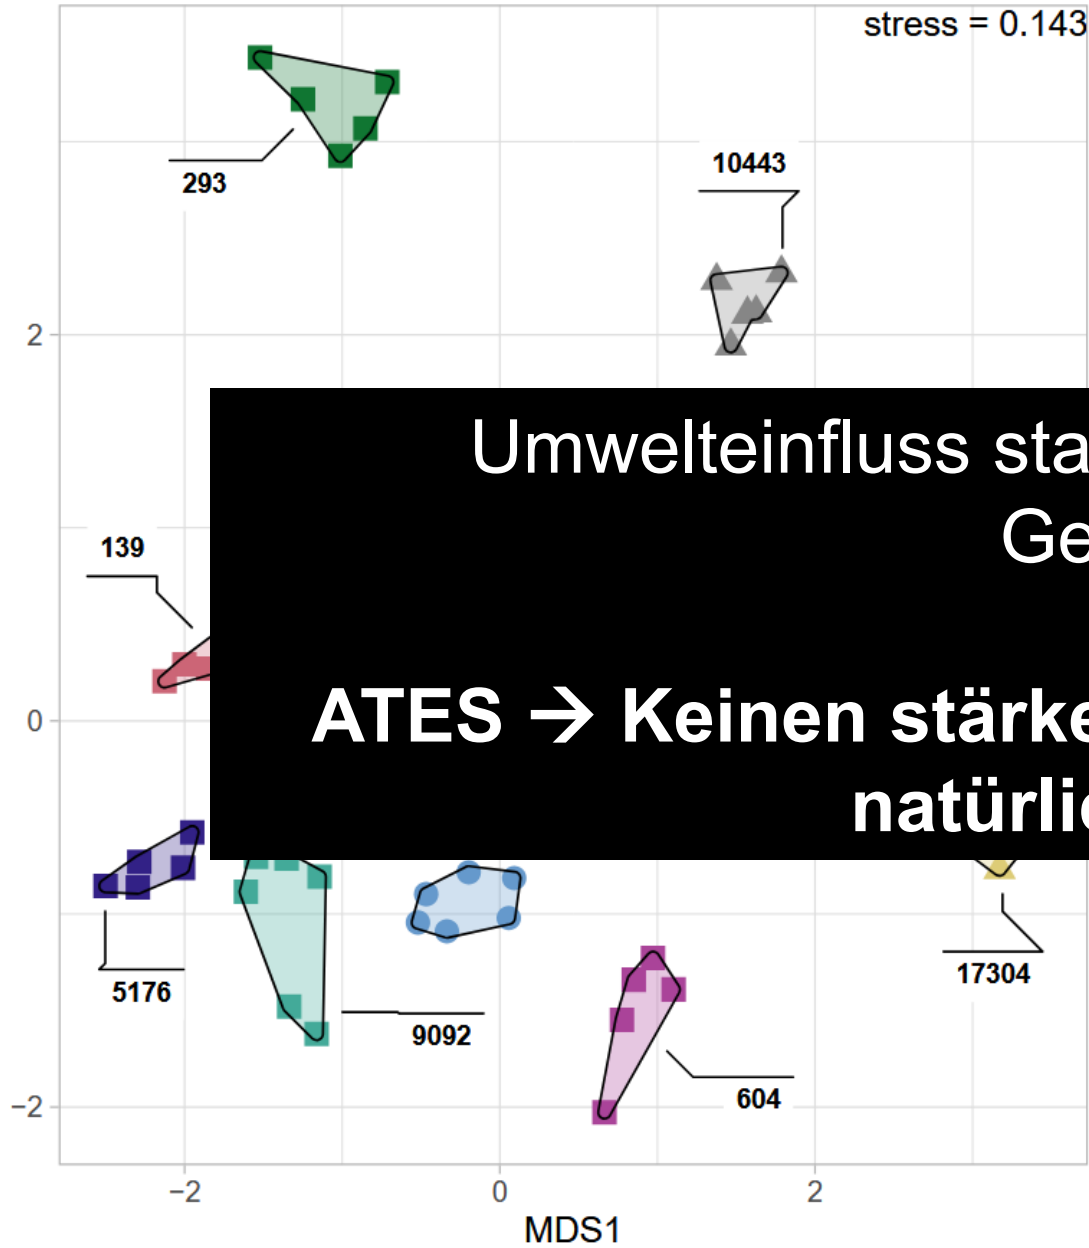 stress = 0.143
293
10443
2
Umwelteinfluss sta
Ge
139
ATES → Keinen stärke
0
natürlic
5176
17304
9092
604
−2
−2 0 2
MDS1